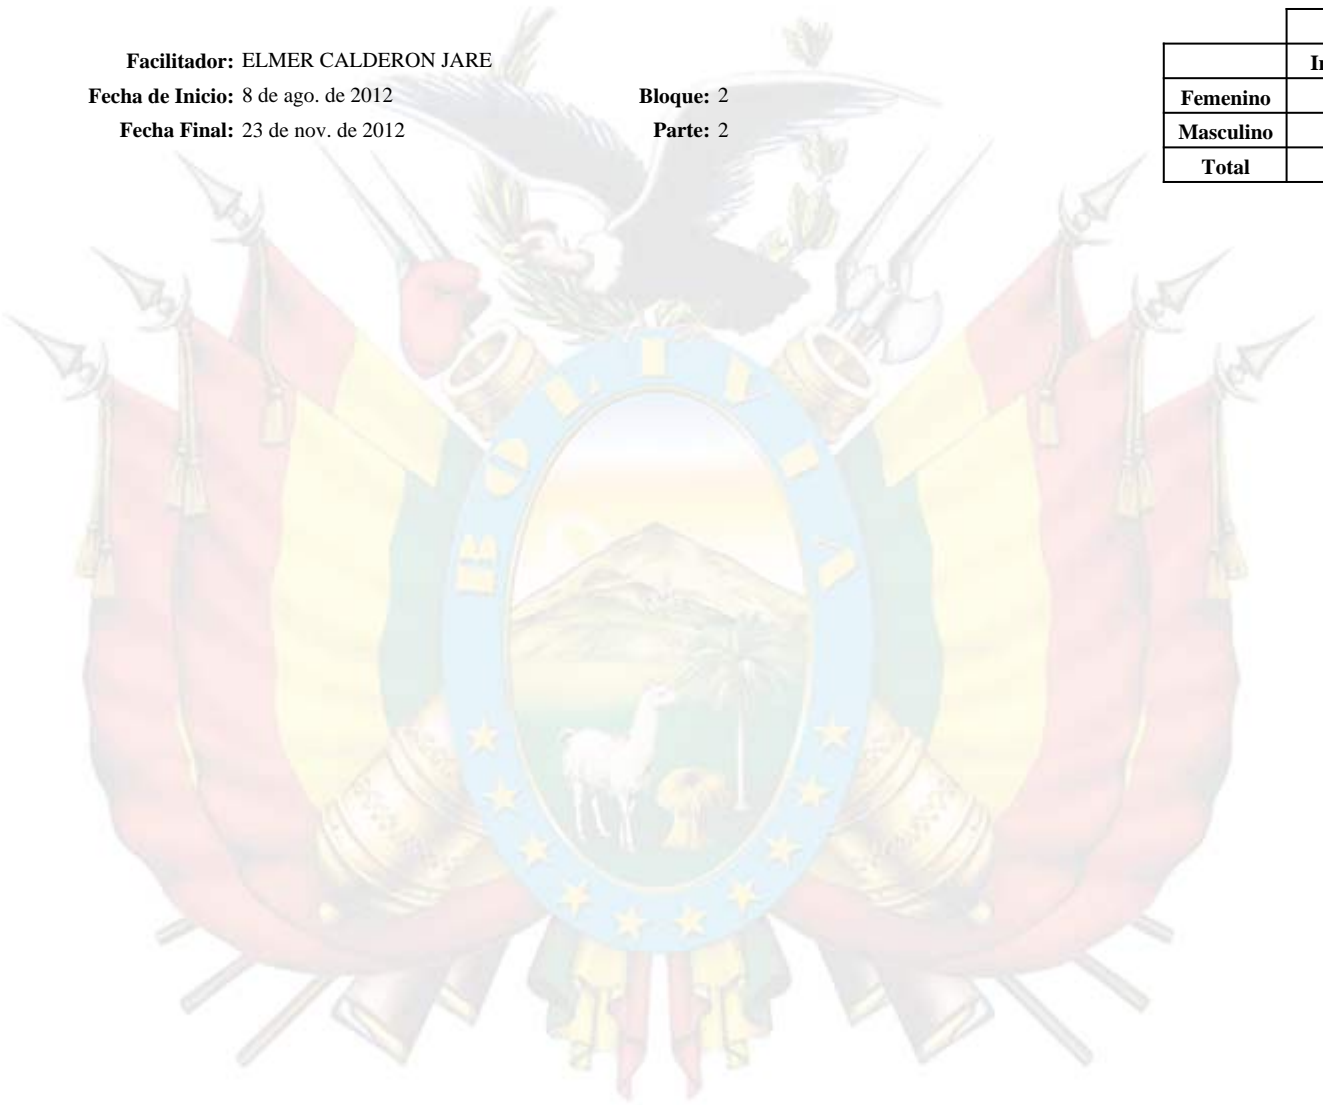 Facilitador: ELMER CALDERON JARE
Fecha de Inicio: 8 de ago. de 2012 Bloque: 2
Fecha Final: 23 de nov. de 2012 Parte: 2
Femenino
Masculino
Total
BOLIVIA